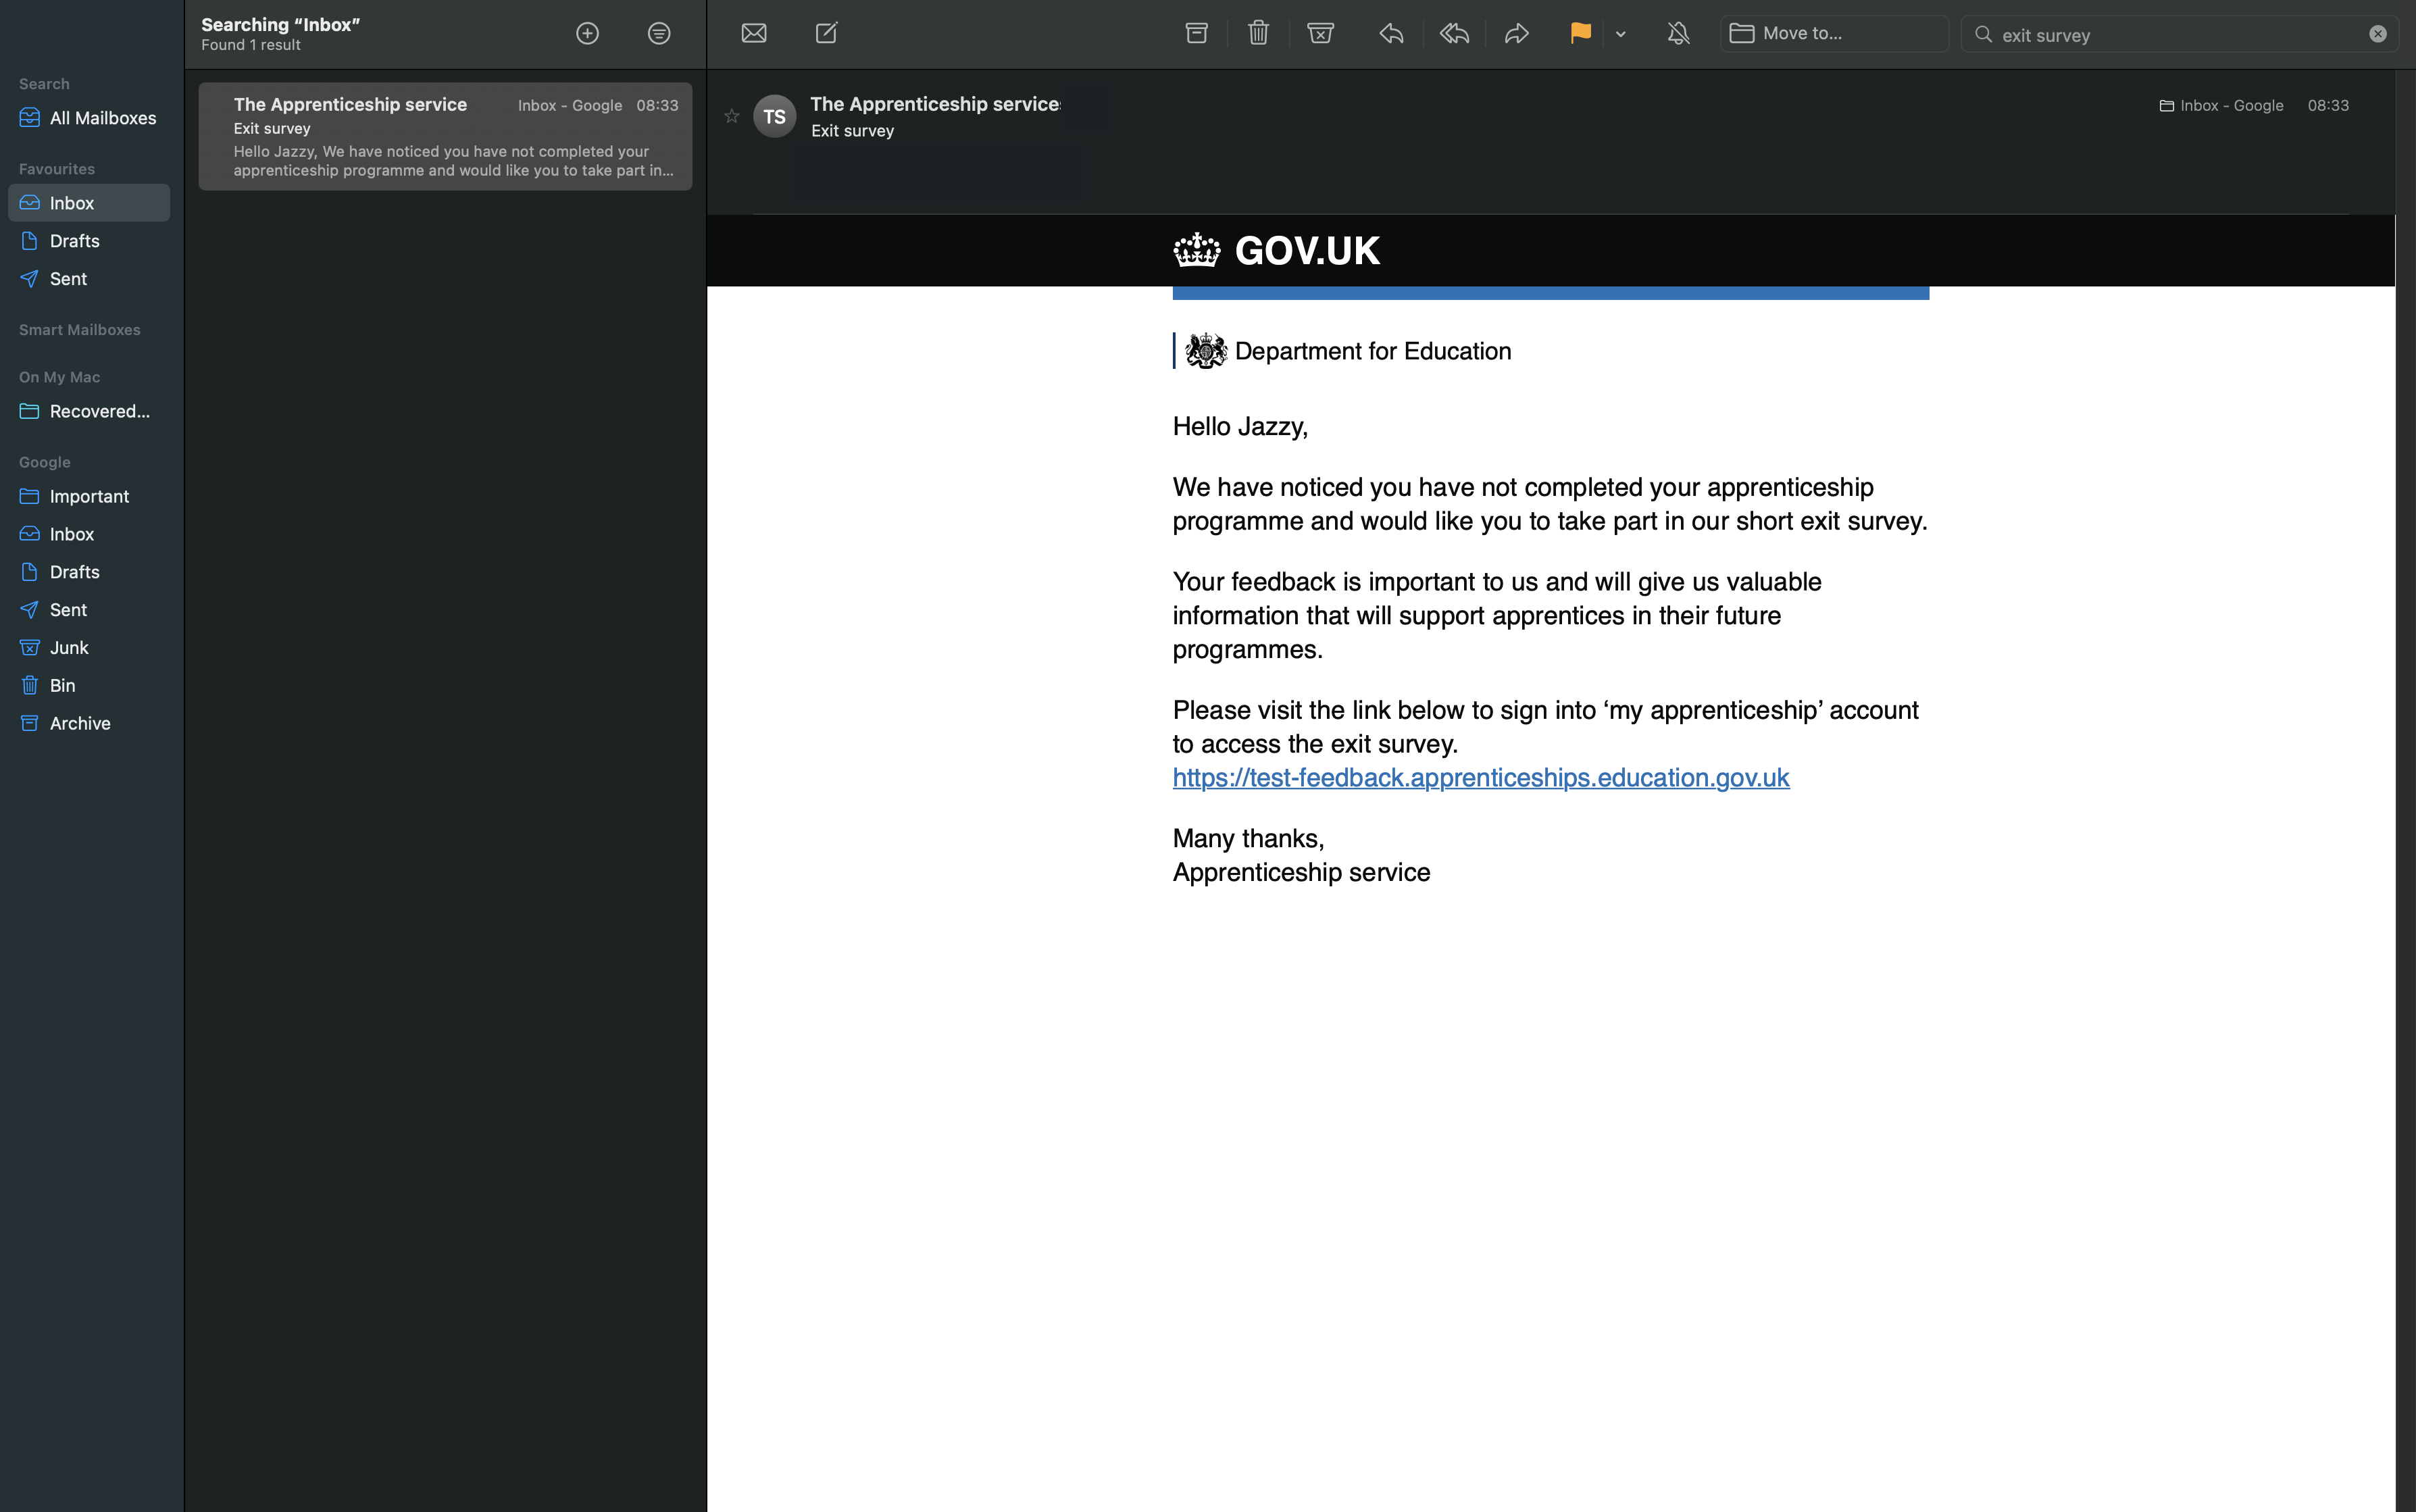 Searching “Inbox”
Found 1 result
Move to...
exit survey
Search
All Mailboxes
Favourites
Inbox
Drafts
Sent
Smart Mailboxes
On My Mac
Recovered...
Google
Important
Inbox
Drafts
Sent
Junk
Bin
Archive
The Apprenticeship service Inbox - Google 08:33
Exit survey
Hello Jazzy, We have noticed you have not completed your
apprenticeship programme and would like you to take part in...
TS
The Apprenticeship service Inbox - Google 08:33
Exit survey
GOV.UK
Department for Education
Hello Jazzy,
We have noticed you have not completed your apprenticeship
programme and would like you to take part in our short exit survey.
Your feedback is important to us and will give us valuable
information that will support apprentices in their future
programmes.
Please visit the link below to sign into ‘my apprenticeship’ account
to access the exit survey.
https://test-feedback.apprenticeships.education.gov.uk
Many thanks,
Apprenticeship service